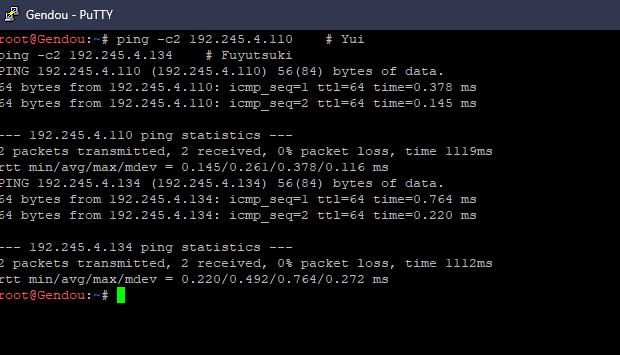 Gendou - PuTTY
root@Gendou:~# ping -c2 192.245.4.110    # Yui
ping -c2 192.245.4.134    # Fuyutsuki
PING 192.245.4.110 (192.245.4.110) 56(84) bytes of data.
64 bytes from 192.245.4.110: icmp_seq=1 ttl=64 time=0.378 ms
64 bytes from 192.245.4.110: icmp_seq=2 ttl=64 time=0.145 ms
--- 192.245.4.110 ping statistics ---
2 packets transmitted, 2 received, 0% packet loss, time 1119ms
rtt min/avg/max/mdev = 0.145/0.261/0.378/0.116 ms
PING 192.245.4.134 (192.245.4.134) 56(84) bytes of data.
64 bytes from 192.245.4.134: icmp_seq=1 ttl=64 time=0.764 ms
64 bytes from 192.245.4.134: icmp_seq=2 ttl=64 time=0.220 ms
--- 192.245.4.134 ping statistics ---
2 packets transmitted, 2 received, 0% packet loss, time 1112ms
rtt min/avg/max/mdev = 0.220/0.492/0.764/0.272 ms
root@Gendou:~#